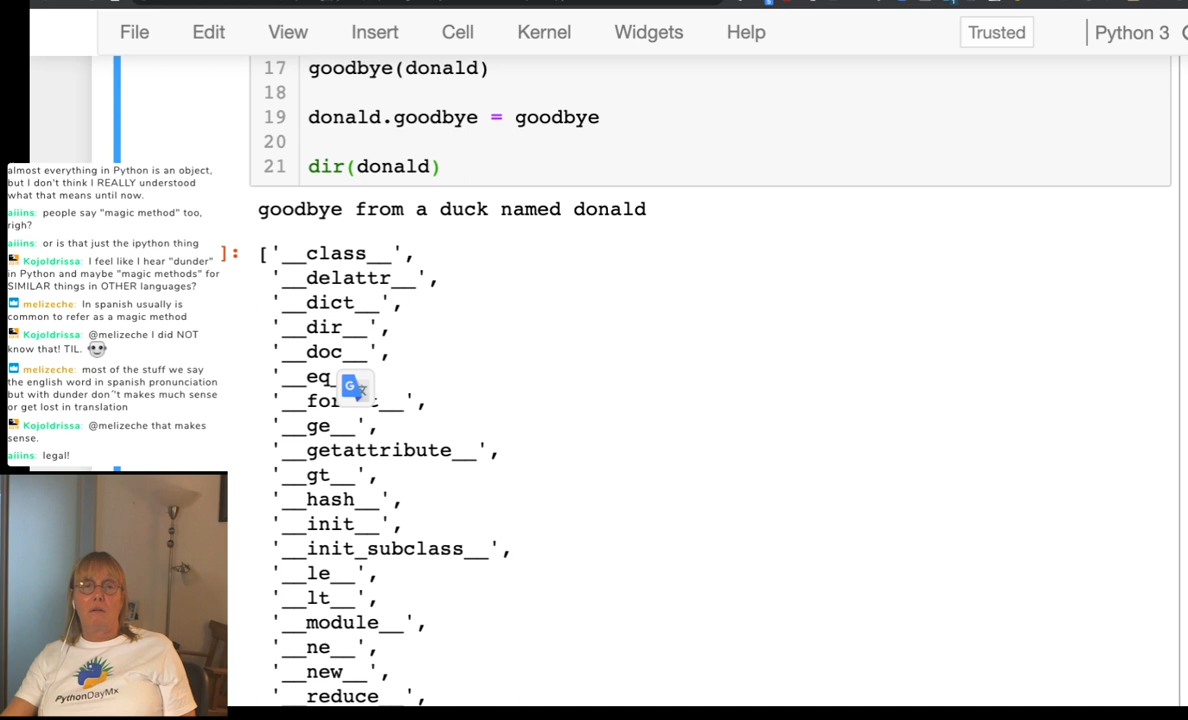 File Edit View Insert Cell Kernel Widgets Help Trusted Python 3
17 goodbye(donald)
18
19 donald.goodbye = goodbye
20
21 dir(donald)
goodbye from a duck named donald
]: ['__class__',
'__delattr__',
'__dict__',
'__dir__',
'__doc__',
'__eq_
'__for t__',
'__ge__',
'__getattribute__',
'__gt__',
'__hash__',
'__init__',
'__init_subclass__',
'__le__',
'__lt__',
'__module__',
'__ne__',
'__new__',
'__reduce__',
almost everything in Python is an object,
but I don't think I REALLY understood
what that means until now.
aiiins: people say "magic method" too,
righ?
aiiins: or is that just the ipython thing
Kojoldrissa: I feel like I hear "dunder"
in Python and maybe "magic methods" for
SIMILAR things in OTHER languages?
melizeche: In spanish usually is
common to refer as a magic method
Kojoldrissa: @melizeche I did NOT
know that! TIL.
melizeche: most of the stuff we say
the english word in spanish pronunciation
but with dunder don´'t makes much sense
or get lost in translation
Kojoldrissa: @melizeche that makes
sense.
aiiins: legal!
PythonDayMx